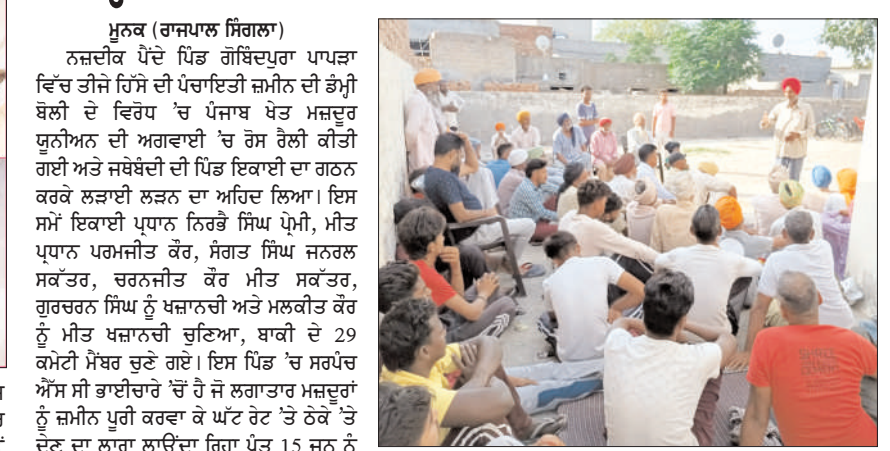 ਮੂਨਕ (ਰਾਜਪਾਲ ਸਿੰਗਲਾ)
ਨਜ਼ਦੀਕ ਪੈਂਦੇ ਪਿੰਡ ਗੋਬਿੰਦਪੁਰਾ ਪਾਪੜਾ
ਵਿੱਚ ਤੀਜੇ ਹਿੱਸੇ ਦੀ ਪੰਚਾਇਤੀ ਜ਼ਮੀਨ ਦੀ ਡੰਮ੍ਹੀ
ਬੋਲੀ ਦੇ ਵਿਰੋਧ ’ਚ ਪੰਜਾਬ ਖੇਤ ਮਜ਼ਦੂਰ
ਯੂਨੀਅਨ ਦੀ ਅਗਵਾਈ ’ਚ ਰੋਸ ਰੈਲੀ ਕੀਤੀ
ਗਈ ਅਤੇ ਜਥੇਬੰਦੀ ਦੀ ਪਿੰਡ ਇਕਾਈ ਦਾ ਗਠਨ
ਕਰਕੇ ਲੜਾਈ ਲੜਨ ਦਾ ਅਹਿਦ ਲਿਆ। ਇਸ
ਸਮੇਂ ਇਕਾਈ ਪ੍ਰਧਾਨ ਨਿਰਭੈ ਸਿੰਘ ਪ੍ਰੇਮੀ, ਮੀਤ
ਪ੍ਰਧਾਨ ਪਰਮਜੀਤ ਕੌਰ, ਸੰਗਤ ਸਿੰਘ ਜਨਰਲ
ਸਕੱਤਰ, ਚਰਨਜੀਤ ਕੌਰ ਮੀਤ ਸਕੱਤਰ,
ਗੁਰਚਰਨ ਸਿੰਘ ਨੂੰ ਖਜ਼ਾਨਚੀ ਅਤੇ ਮਲਕੀਤ ਕੌਰ
ਨੂੰ ਮੀਤ ਖਜ਼ਾਨਚੀ ਚੁਣਿਆ, ਬਾਕੀ ਦੇ 29
ਕਮੇਟੀ ਮੈਂਬਰ ਚੁਣੇ ਗਏ। ਇਸ ਪਿੰਡ ’ਚ ਸਰਪੰਚ
ਐੱਸ ਸੀ ਭਾਈਚਾਰੇ ’ਚੋਂ ਹੈ ਜੋ ਲਗਾਤਾਰ ਮਜ਼ਦੂਰਾਂ
ਨੂੰ ਜ਼ਮੀਨ ਪੂਰੀ ਕਰਵਾ ਕੇ ਘੱਟ ਰੇਟ ’ਤੇ ਠੇਕੇ ’ਤੇ
ਦੇਣ ਦਾ ਲਾਰਾ ਲਾਉਂਦਾ ਰਿਹਾ ਪ੍ਰੰਤੂ 15 ਜੂਨ ਨੂੰ